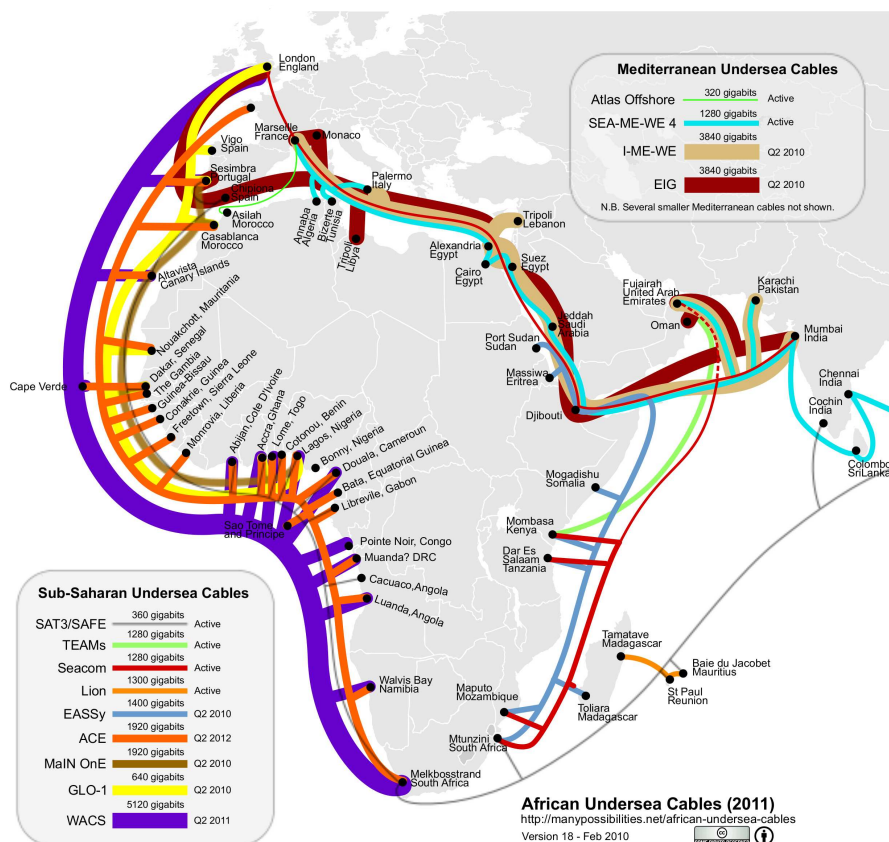 London
England
Marseille
France
Monaco
Vigo
Spain
Sesimbra
Portugal
Chipiona
Spain
Asilah
Morocco
Casablanca
Morocco
Palermo
Italy
Annaba
Algeria
Bizerte
Tunisia
Tripoli
Libya
Tripoli
Lebanon
Alexandria
Egypt
Cairo
Egypt
Suez
Egypt
Altavista
Canary Islands
Jeddah
Saudi
Arabia
Port Sudan
Sudan
Massiwa
Eritrea
Djibouti
Fujairah
United Arab
Emirates
Oman
Karachi
Pakistan
Mumbai
India
Chennai
India
Cochin
India
Colombo
SriLanka
Nouakchott, Mauritania
Dakar, Senegal
The Gambia
Guinea-Bissau
Conakrie, Guinea
Freetown, Sierra Leone
Monrovia, Liberia
Cape Verde
Abijan, Cote D'Ivoire
Accra,Ghana
Lome, Togo
Cotonou, Benin
Lagos, Nigeria
Bonny, Nigeria
Douala, Cameroun
Bata, Equatorial Guinea
Librevile, Gabon
Sao Tome
and Principe
Pointe Noir, Congo
Muanda? DRC
Cacuaco,Angola
Luanda,Angola
Walvis Bay
Namibia
Melkbosstrand
South Africa
Mogadishu
Somalia
Mombasa
Kenya
Dar Es
Salaam
Tanzania
Maputo
Mozambique
Mtunzini
South Africa
Toliara
Madagascar
Tamatave
Madagascar
Baie du Jacobet
Mauritius
St Paul
Reunion
Mediterranean Undersea Cables
Atlas Offshore 320 gigabits Active
SEA-ME-WE 4 1280 gigabits Active
I-ME-WE 3840 gigabits Q2 2010
EIG 3840 gigabits Q2 2010
N.B. Several smaller Mediterranean cables not shown.
Sub-Saharan Undersea Cables
SAT3/SAFE 360 gigabits Active
TEAMs 1280 gigabits Active
Seacom 1280 gigabits Active
Lion 1300 gigabits Active
EASSy 1400 gigabits Q2 2010
ACE 1920 gigabits Q2 2012
MaIN OnE 1920 gigabits Q2 2010
GLO-1 640 gigabits Q2 2010
WACS 5120 gigabits Q2 2011
African Undersea Cables (2011)
http://manypossibilities.net/african-undersea-cables
Version 18 - Feb 2010
cc